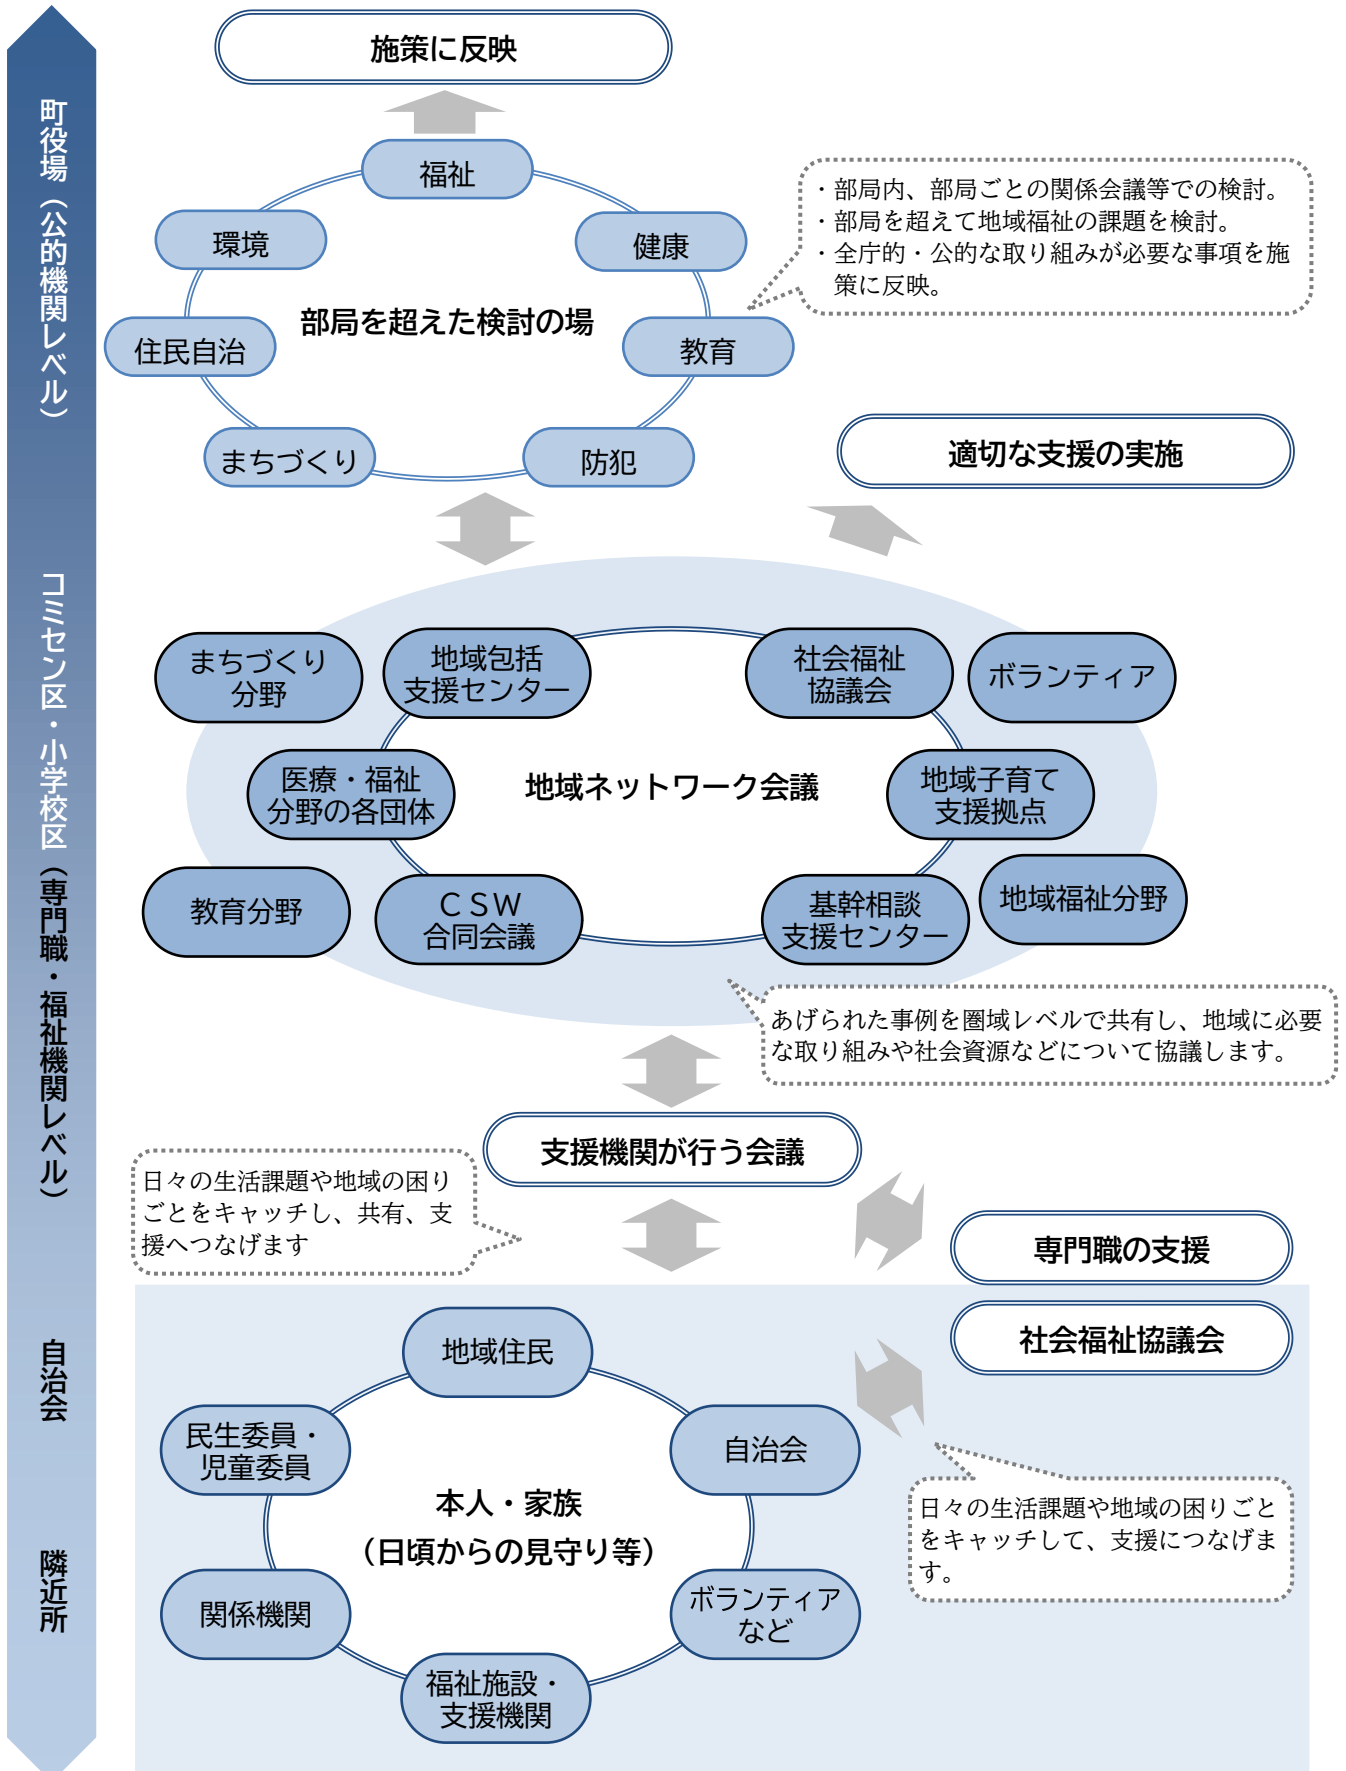 町役場（公的機関レベル）
コミセン区・小学校区（専門職・福祉機関レベル）
自治会
隣近所
施策に反映
福祉
環境
健康
部局を超えた検討の場
住民自治
教育
まちづくり
防犯
・部局内、部局ごとの関係会議等での検討。
・部局を超えて地域福祉の課題を検討。
・全庁的・公的な取り組みが必要な事項を施
策に反映。
適切な支援の実施
まちづくり
分野
地域包括
支援センター
社会福祉
協議会
ボランティア
医療・福祉
分野の各団体
地域ネットワーク会議
地域子育て
支援拠点
教育分野
ＣＳＷ
合同会議
基幹相談
支援センター
地域福祉分野
あげられた事例を圏域レベルで共有し、地域に必要
な取り組みや社会資源などについて協議します。
支援機関が行う会議
日々の生活課題や地域の困り
ごとをキャッチし、共有、支
援へつなげます
専門職の支援
社会福祉協議会
地域住民
民生委員・
児童委員
自治会
本人・家族
（日頃からの見守り等）
関係機関
ボランティア
など
福祉施設・
支援機関
日々の生活課題や地域の困りごと
をキャッチして、支援につなげま
す。